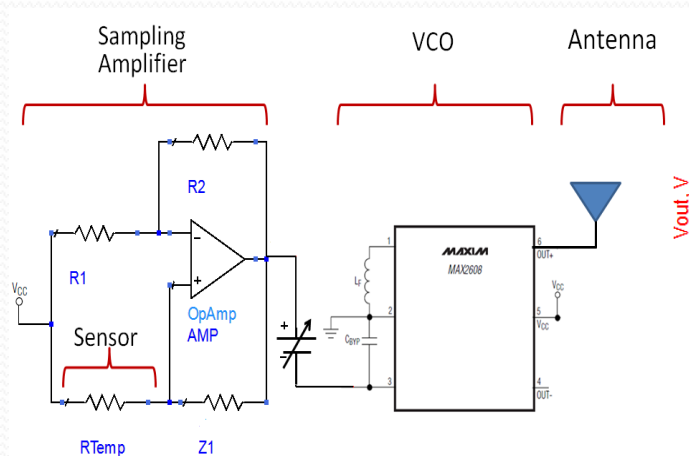 Sampling
Amplifier
VCO
Antenna
R2
R1
VCC
Sensor
RTemp
Z1
OpAmp
AMP
−
+
+
−
1
LF
2
CBYP
3
MAXIM
MAX2608
6
OUT+
VCC
5
VCC
4
OUT-
Vout, V